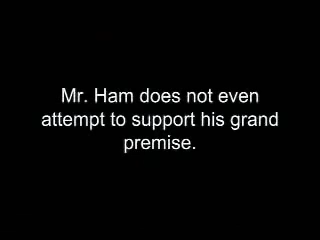 Mr. Ham does not even
attempt to support his grand
premise.